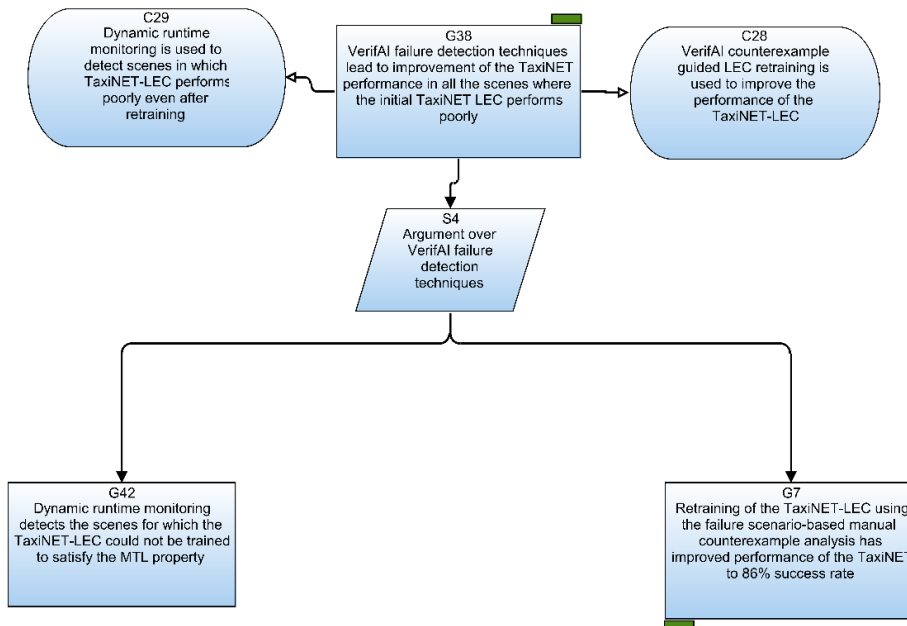 C29
Dynamic runtime
monitoring is used to
detect scenes in which
TaxiNET-LEC performs
poorly even after
retraining
G38
VerifAI failure detection techniques
lead to improvement of the TaxiNET
performance in all the scenes where
the initial TaxiNET LEC performs
poorly
C28
VerifAI counterexample
guided LEC retraining is
used to improve the
performance of the
TaxiNET-LEC
S4
Argument over
VerifAI failure
detection
techniques
G42
Dynamic runtime monitoring
detects the scenes for which the
TaxiNET-LEC could not be trained
to satisfy the MTL property
G7
Retraining of the TaxiNET-LEC using
the failure scenario-based manual
counterexample analysis has
improved performance of the TaxiNET
to 86% success rate